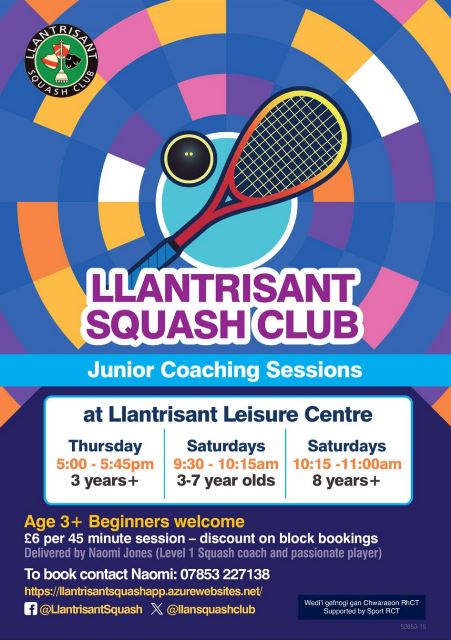 LLANTRISANT
SQUASH CLUB
LLANTRISANT
SQUASH CLUB
Junior Coaching Sessions
at Llantrisant Leisure Centre
Thursday
5:00 - 5:45pm
3 years+
Saturdays
9:30 - 10:15am
3-7 year olds
Saturdays
10:15 -11:00am
8 years+
Age 3+ Beginners welcome
£6 per 45 minute session – discount on block bookings
Delivered by Naomi Jones (Level 1 Squash coach and passionate player)
To book contact Naomi: 07853 227138
https://llantrisantsquashapp.azurewebsites.net/
@LlantrisantSquash X @llansquashclub
Wedi'i gefnogi gan Chwaraeon RhCT
Supported by Sport RCT
52853-16